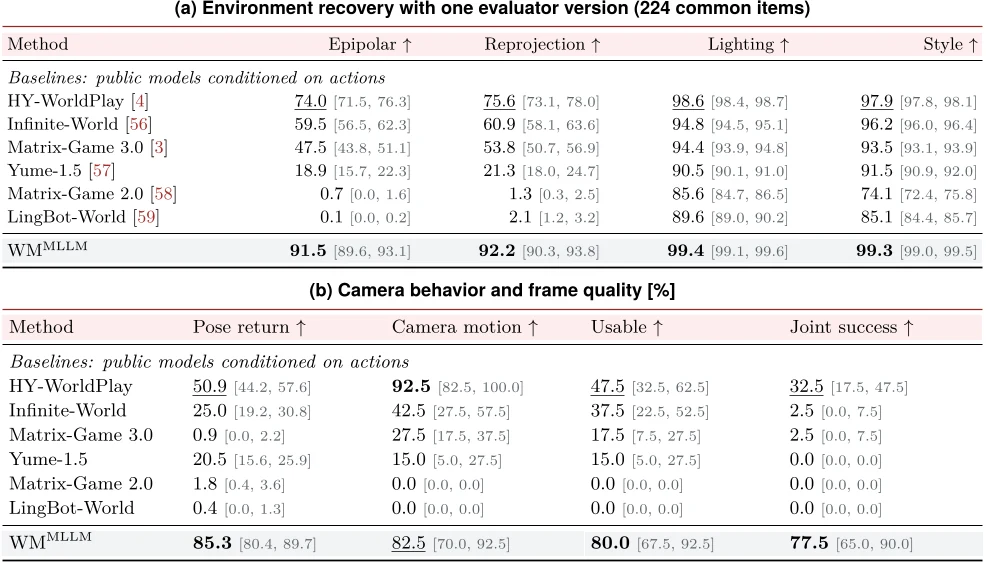 (a) Environment recovery with one evaluator version (224 common items)
Method Epipolar ↑ Reprojection ↑ Lighting ↑ Style ↑
Baselines: public models conditioned on actions
HY-WorldPlay [4] 74.0 [71.5, 76.3] 75.6 [73.1, 78.0] 98.6 [98.4, 98.7] 97.9 [97.8, 98.1]
Infinite-World [56] 59.5 [56.5, 62.3] 60.9 [58.1, 63.6] 94.8 [94.5, 95.1] 96.2 [96.0, 96.4]
Matrix-Game 3.0 [3] 47.5 [43.8, 51.1] 53.8 [50.7, 56.9] 94.4 [93.9, 94.8] 93.5 [93.1, 93.9]
Yume-1.5 [57] 18.9 [15.7, 22.3] 21.3 [18.0, 24.7] 90.5 [90.1, 91.0] 91.5 [90.9, 92.0]
Matrix-Game 2.0 [58] 0.7 [0.0, 1.6] 1.3 [0.3, 2.5] 85.6 [84.7, 86.5] 74.1 [72.4, 75.8]
LingBot-World [59] 0.1 [0.0, 0.2] 2.1 [1.2, 3.2] 89.6 [89.0, 90.2] 85.1 [84.4, 85.7]
WM^MLLM 91.5 [89.6, 93.1] 92.2 [90.3, 93.8] 99.4 [99.1, 99.6] 99.3 [99.0, 99.5]
(b) Camera behavior and frame quality [%]
Method Pose return ↑ Camera motion ↑ Usable ↑ Joint success ↑
Baselines: public models conditioned on actions
HY-WorldPlay 50.9 [44.2, 57.6] 92.5 [82.5, 100.0] 47.5 [32.5, 62.5] 32.5 [17.5, 47.5]
Infinite-World 25.0 [19.2, 30.8] 42.5 [27.5, 57.5] 37.5 [22.5, 52.5] 2.5 [0.0, 7.5]
Matrix-Game 3.0 0.9 [0.0, 2.2] 27.5 [17.5, 37.5] 17.5 [7.5, 27.5] 2.5 [0.0, 7.5]
Yume-1.5 20.5 [15.6, 25.9] 15.0 [5.0, 27.5] 15.0 [5.0, 27.5] 0.0 [0.0, 0.0]
Matrix-Game 2.0 1.8 [0.4, 3.6] 0.0 [0.0, 0.0] 0.0 [0.0, 0.0] 0.0 [0.0, 0.0]
LingBot-World 0.4 [0.0, 1.3] 0.0 [0.0, 0.0] 0.0 [0.0, 0.0] 0.0 [0.0, 0.0]
WM^MLLM 85.3 [80.4, 89.7] 82.5 [70.0, 92.5] 80.0 [67.5, 92.5] 77.5 [65.0, 90.0]